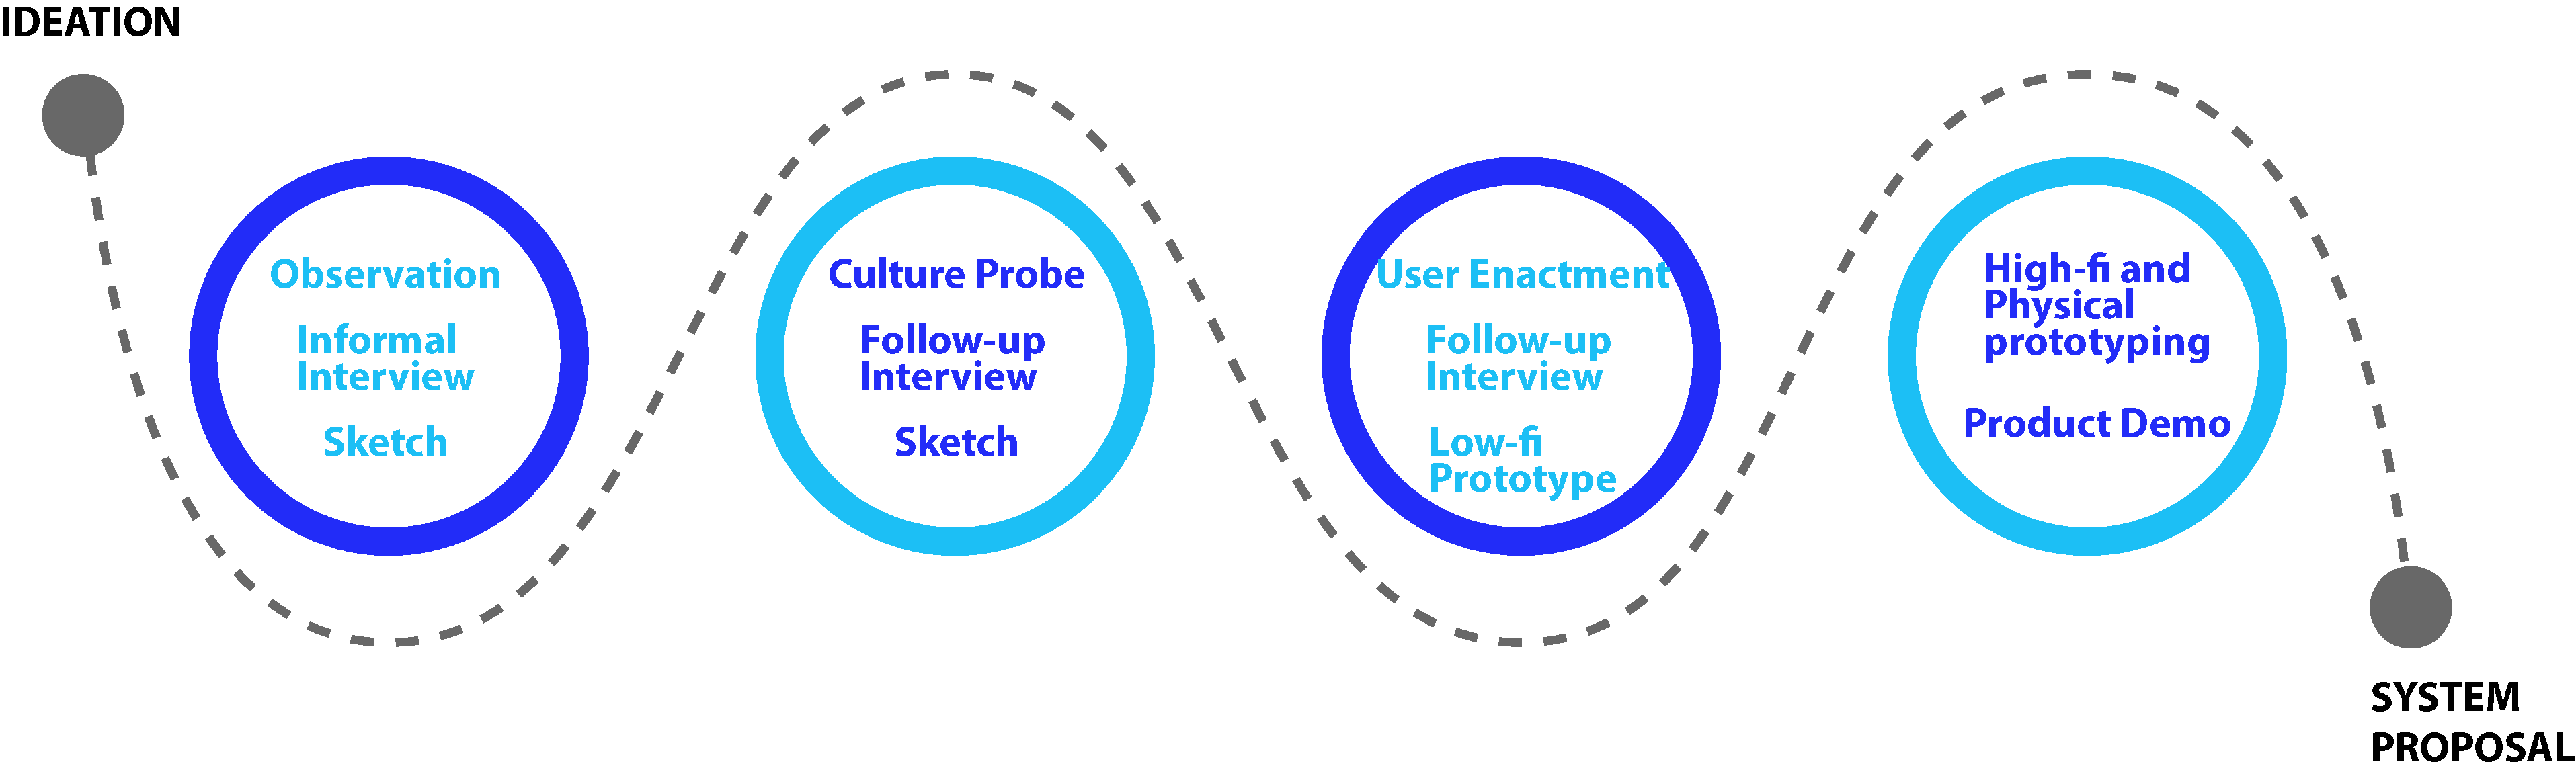 IDEATION
Observation
Informal
Interview
Sketch
Culture Probe
Follow-up
Interview
Sketch
User Enactment
Follow-up
Interview
Low-fi
Prototype
High-fi and
Physical
prototyping
Product Demo
SYSTEM
PROPOSAL